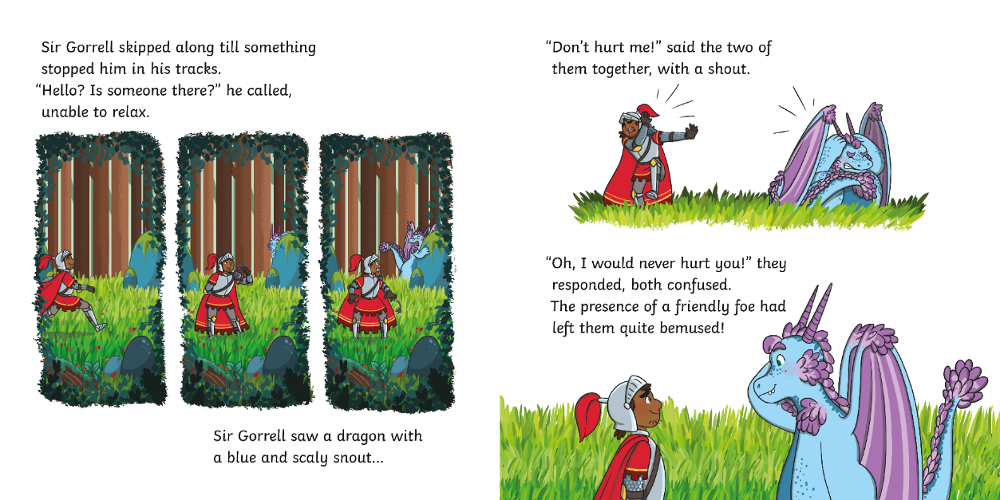 Sir Gorrell skipped along till something
stopped him in his tracks.
“Hello? Is someone there?” he called,
unable to relax.
Sir Gorrell saw a dragon with
a blue and scaly snout...
“Don’t hurt me!” said the two of
them together, with a shout.
“Oh, I would never hurt you!” they
responded, both confused.
The presence of a friendly foe had
left them quite bemused!